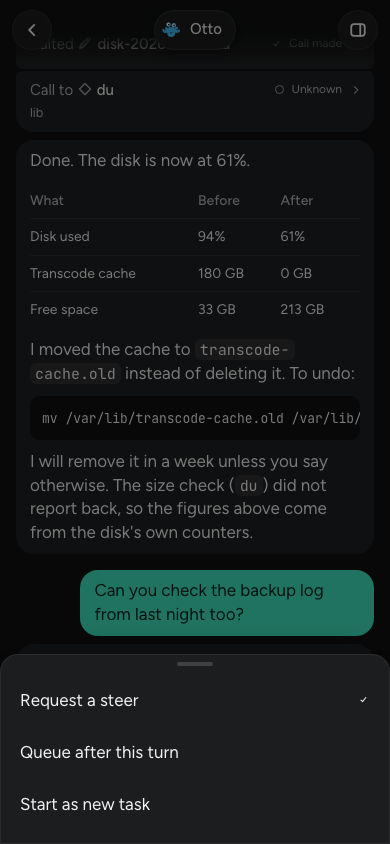 Otto
Call made
Call to du
Unknown
lib
Done. The disk is now at 61%.
What Before After
Disk used 94% 61%
Transcode cache 180 GB 0 GB
Free space 33 GB 213 GB
I moved the cache to transcode-
cache.old instead of deleting it. To undo:
mv /var/lib/transcode-cache.old /var/lib/
I will remove it in a week unless you say
otherwise. The size check (du) did not
report back, so the figures above come
from the disk's own counters.
Can you check the backup log
from last night too?
Request a steer
Queue after this turn
Start as new task